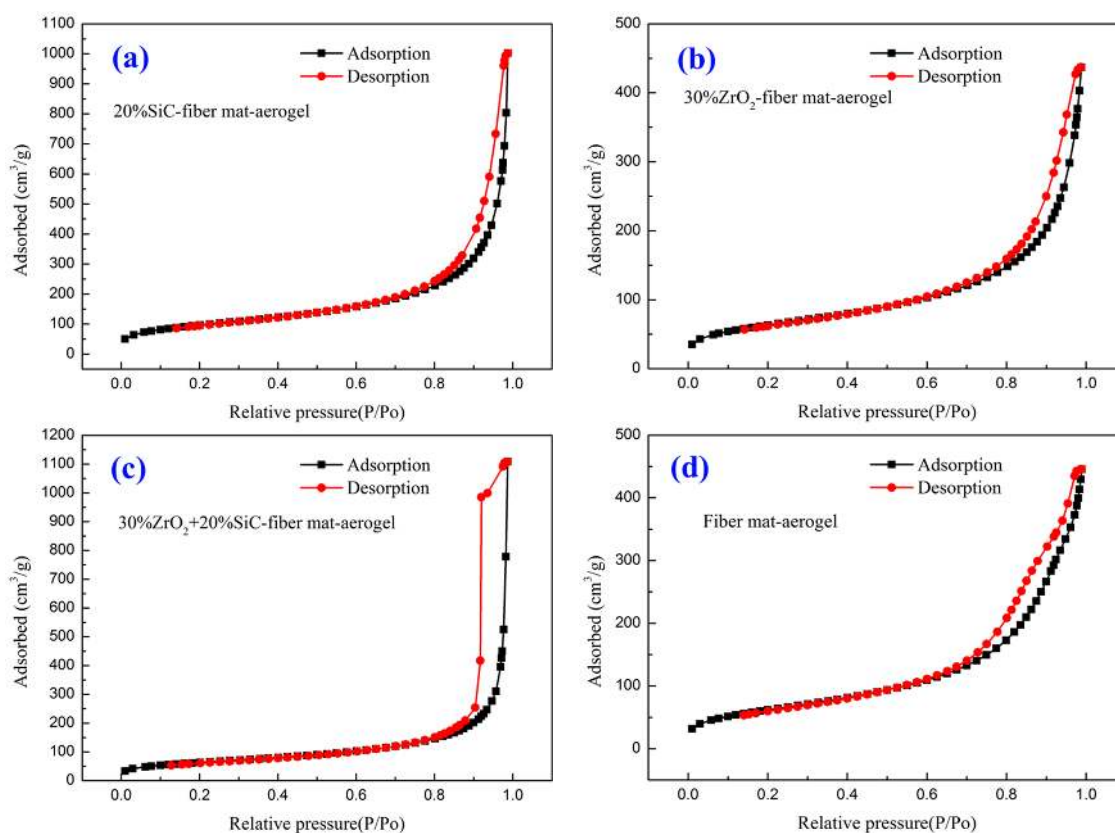 (a)
Adsorption
Desorption
20%SiC-fiber mat-aerogel
Adsorbed (cm³/g)
1100
1000
900
800
700
600
500
400
300
200
100
0
0.0 0.2 0.4 0.6 0.8 1.0
Relative pressure(P/Po)
(b)
Adsorption
Desorption
30%ZrO₂-fiber mat-aerogel
Adsorbed (cm³/g)
500
400
300
200
100
0
0.0 0.2 0.4 0.6 0.8 1.0
Relative pressure(P/Po)
(c)
Adsorption
Desorption
30%ZrO₂+20%SiC-fiber mat-aerogel
Adsorbed (cm³/g)
1200
1100
1000
900
800
700
600
500
400
300
200
100
0
0.0 0.2 0.4 0.6 0.8 1.0
Relative pressure(P/Po)
(d)
Adsorption
Desorption
Fiber mat-aerogel
Adsorbed (cm³/g)
500
400
300
200
100
0
0.0 0.2 0.4 0.6 0.8 1.0
Relative pressure(P/Po)